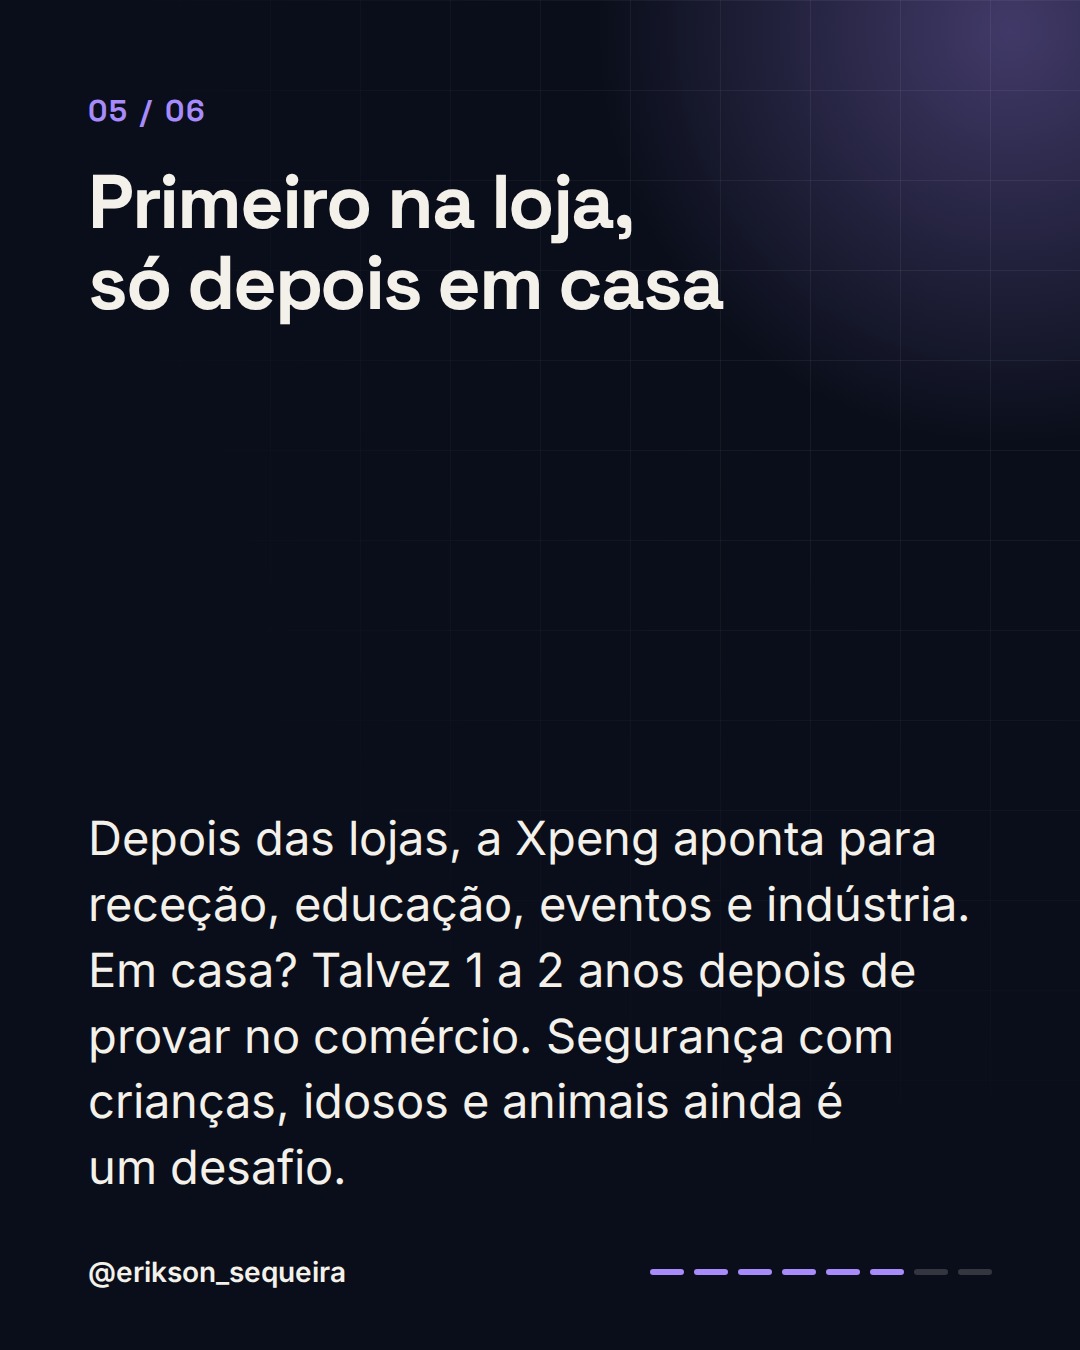 05 / 06
Primeiro na loja,
só depois em casa
Depois das lojas, a Xpeng aponta para
receção, educação, eventos e indústria.
Em casa? Talvez 1 a 2 anos depois de
provar no comércio. Segurança com
crianças, idosos e animais ainda é
um desafio.
@erikson_sequeira